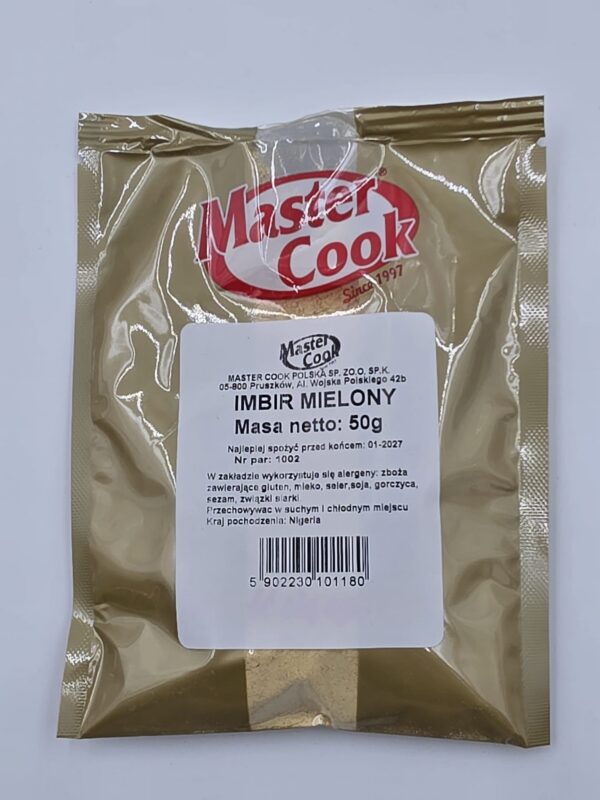 Master®
Cook
Since 1997
Master
Cook
MASTER COOK POLSKA SP. ZO.O. SP.K.
05-800 Pruszków, Al. Wojska Polskiego 42b
IMBIR MIELONY
Masa netto: 50g
Najlepiej spożyć przed końcem: 01-2027
Nr par: 1002
W zakładzie wykorzystuje się alergeny: zboża
zawierające gluten, mleko, seler,soja, gorczyca,
sezam, związki siarki
Przechowywac w suchym i chłodnym miejscu
Kraj pochodzenia: Nigeria
5 902230 101180